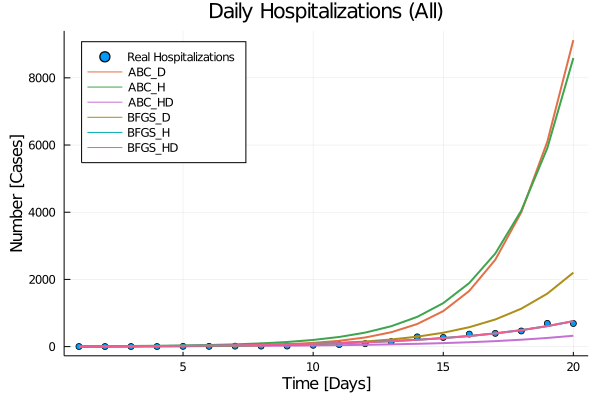 Daily Hospitalizations (All)
Real Hospitalizations
ABC_D
ABC_H
ABC_HD
BFGS_D
BFGS_H
BFGS_HD
8000
6000
4000
2000
0
Number [Cases]
5
10
15
20
Time [Days]